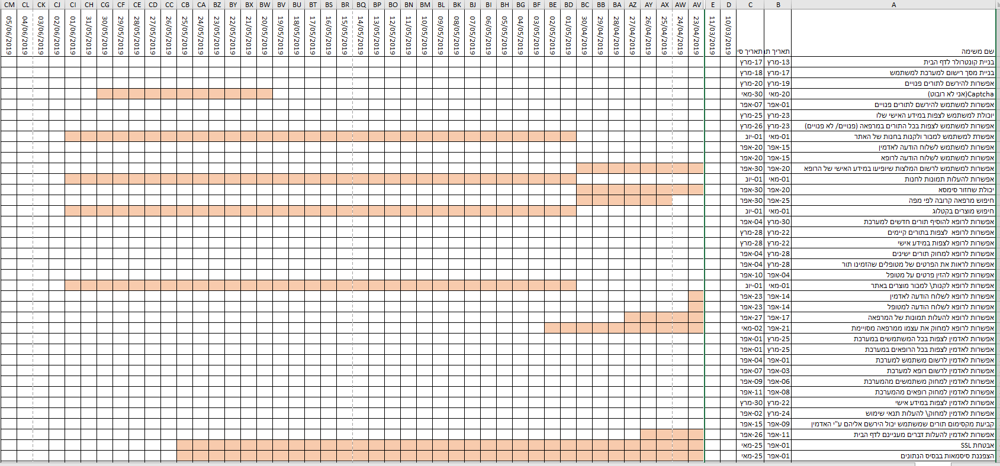 A B C D E AV AW AX AY AZ BA BB BC BD BE BF BG BH BI BJ BK BL BM BN BO BP BQ BR BS BT BU BV BW BX BY BZ CA CB CC CD CE CF CG CH CI CJ CK CL CM
שם משימה תאריך תו תאריך סי 10/03/2019 11/03/2019 23/04/2019 24/04/2019 25/04/2019 26/04/2019 27/04/2019 28/04/2019 29/04/2019 30/04/2019 01/05/2019 02/05/2019 03/05/2019 04/05/2019 05/05/2019 06/05/2019 07/05/2019 08/05/2019 09/05/2019 10/05/2019 11/05/2019 12/05/2019 13/05/2019 14/05/2019 15/05/2019 16/05/2019 17/05/2019 18/05/2019 19/05/2019 20/05/2019 21/05/2019 22/05/2019 23/05/2019 24/05/2019 25/05/2019 26/05/2019 27/05/2019 28/05/2019 29/05/2019 30/05/2019 31/05/2019 01/06/2019 02/06/2019 03/06/2019 04/06/2019 05/06/2019
בניית קונטרולר לדף הבית 13-מרץ 17-מרץ
בניית מסך רישום למערכת למשתמש 17-מרץ 18-מרץ
אפשרות להירשם לתורים פנויים 19-מרץ 20-מרץ
Captcha(אני לא רובוט) 20-מאי 30-מאי
אפשרות למשתמש להירשם לתורים פנויים 01-אפר 07-אפר
יוכולת למשתמש לצפות במידע האישי שלו 23-מרץ 25-מרץ
אפשרות למשתמש לצפות בכל התורים במרפאה (פנויים/ לא פנויים) 23-מרץ 26-מרץ
אפשרת למשתמש למכור ולקנות בחנות של האתר 01-מאי 01-יונ
אפשרות למשתמש לשלוח הודעה לאדמין 15-אפר 20-אפר
אפשרות למשתמש לשלוח הודעה לרופא 15-אפר 20-אפר
אפשרות למשתמש לרשום המלצות שיופיעו במידע האישי של הרופא 20-אפר 30-אפר
אפשרות להעלות תמונות לחנות 01-מאי 01-יונ
יכולת שחזור סימסא 20-אפר 30-אפר
חיפוש מרפאה קרובה לפי מפה 25-אפר 30-אפר
חיפוש מוצרים בקטלוג 01-מאי 01-יונ
אפשרות לרופא להוסיף תורים חדשים למערכת 30-מרץ 04-אפר
אפשרות לרופא לצפות בתורים קיימים 22-מרץ 28-מרץ
אפשרות לרופא לצפות במידע אישי 22-מרץ 28-מרץ
אפשרות לרופא למחוק תורים ישינים 28-מרץ 04-אפר
אפשרות לראות את הפרטים של מטופלים שהזמינו תור 28-מרץ 04-אפר
אפשרות לרופא להזין פרטים על מטופל 04-אפר 10-אפר
אפשרות לרופא לקנות\ למכור מוצרים באתר 01-מאי 01-יונ
אפשרות לרופא לשלוח הודעה לאדמין 14-אפר 23-אפר
אפשרות לרופא לשלוח הודעה למטופל 14-אפר 23-אפר
אפשרות לרופא להעלות תמונות של המרפאה 17-אפר 27-אפר
אפשרות לרופא למחוק את עצמו ממרפאה מסויימת 21-אפר 02-מאי
אפשרות לאדמין לצפות בכל המשתמשים במערכת 25-מרץ 01-אפר
אפשרות לאדמין לצפות בכל הרופאים במערכת 25-מרץ 01-אפר
אפשרות לאדמין לרשום משתמש למערכת 01-אפר 04-אפר
אפשרות לאדמין לרשום רופא למערכת 03-אפר 07-אפר
אפשרות לאדמין למחוק משתמשים מהמערכת 06-אפר 09-אפר
אפשרות לאדמין למחוק רופאים מהמערכת 08-אפר 11-אפר
אפשרות לאדמין לצפות במידע אישי 22-מרץ 30-מרץ
אפשרות לאדמין למחוק\ להעלות תנאי שימוש 24-מרץ 02-אפר
קביעת מקסימום תורים שמשתמש יכול הירשם אליהם ע"י האדמין 09-אפר 15-אפר
אפשרות לאדמין להעלות דברים מעניינם לדף הבית 11-אפר 26-אפר
אבטחת SSL 01-אפר 25-מאי
הצפננת סיסמאות בבסיס הנתונים 01-אפר 25-מאי